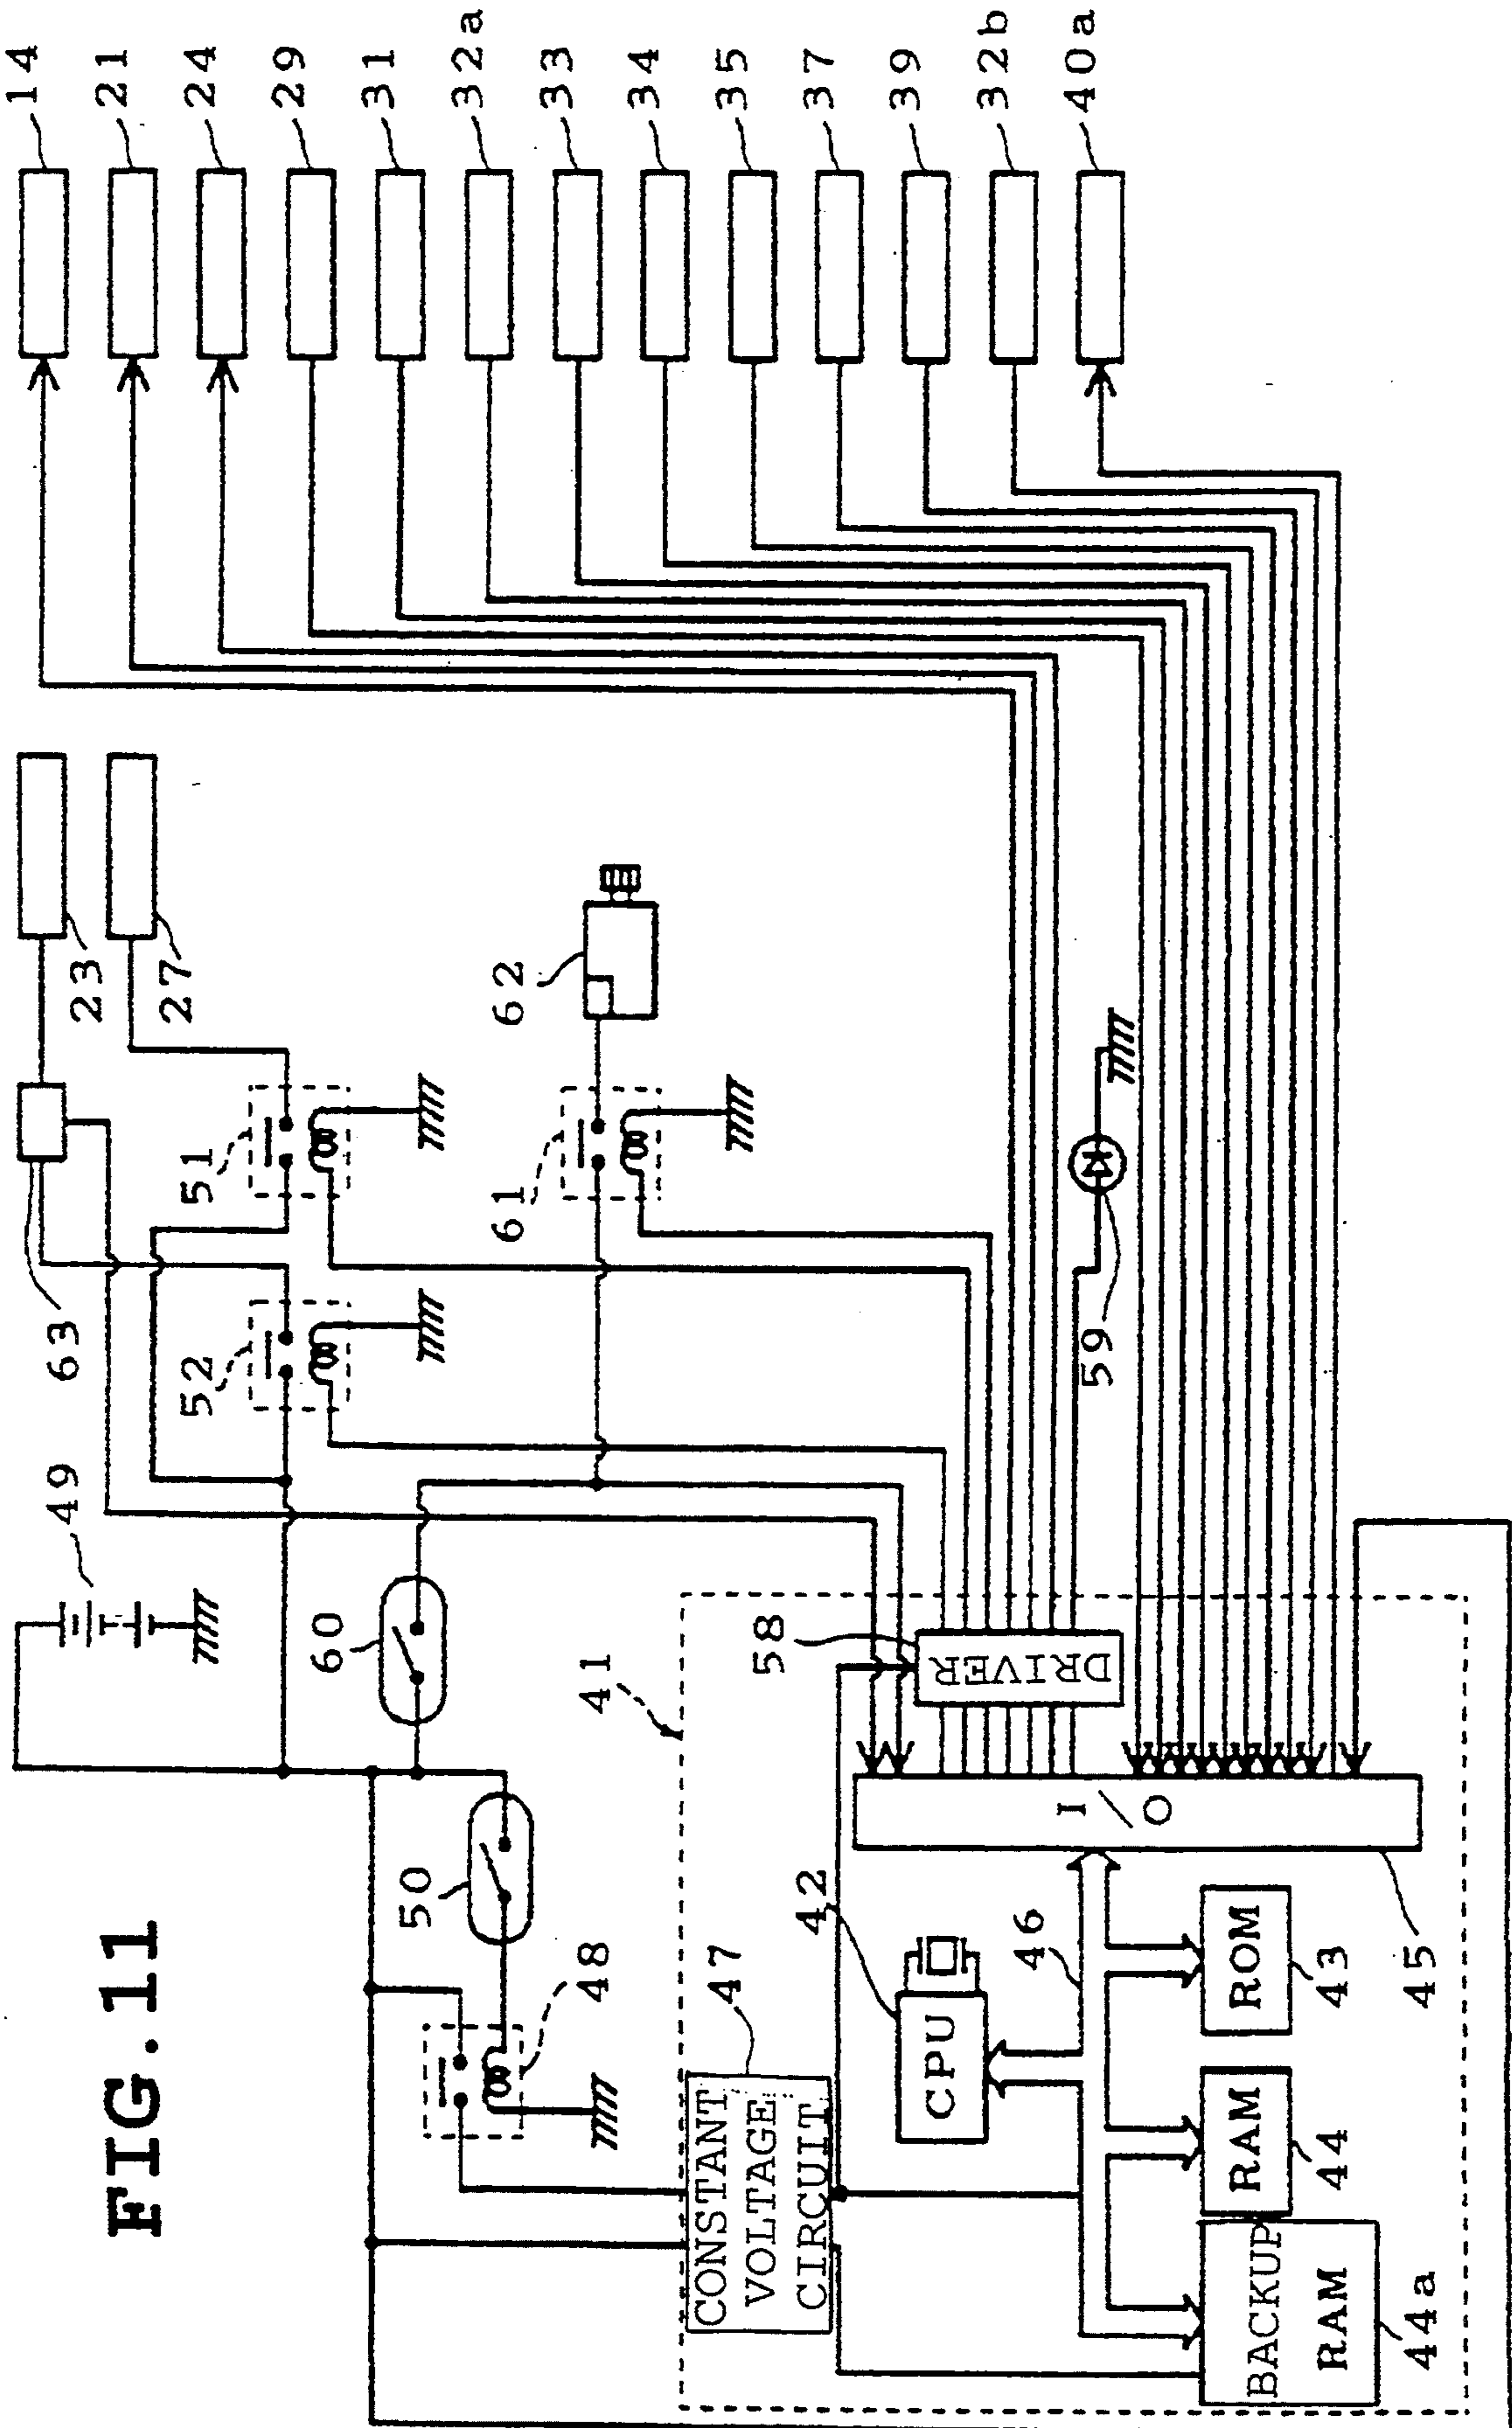 FIG.11
49
63
23
27
14
21
24
29
31
32a
33
34
35
37
39
32b
40a
52
51
50
60
61
62
48
47
41
58
59
CONSTANT
VOLTAGE
CIRCUIT
DRIVER
42
CPU
46
I/O
BACKUP
RAM
RAM
ROM
44a
44
43
45